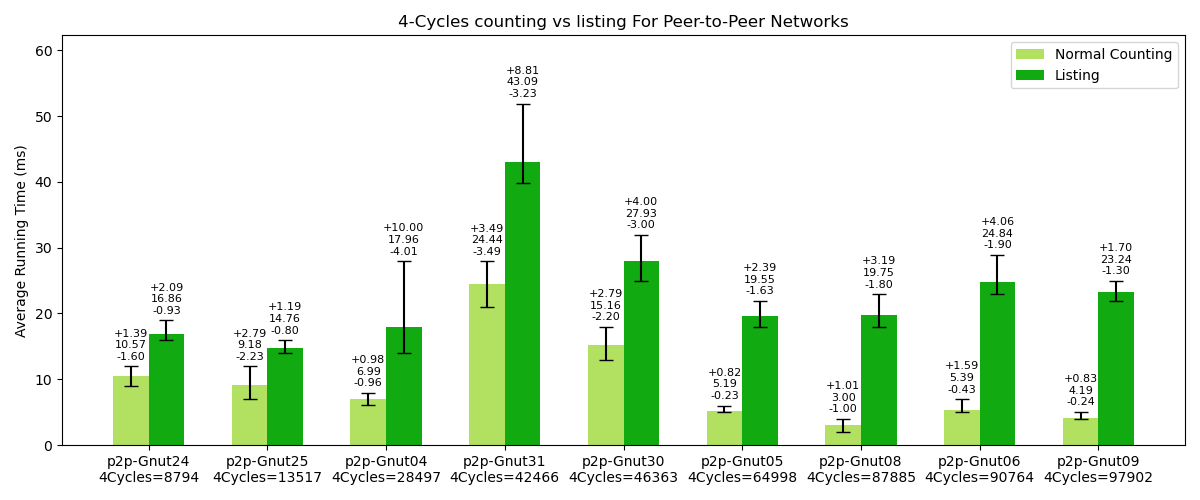 4-Cycles counting vs listing For Peer-to-Peer Networks
Average Running Time (ms)
60
50
40
30
20
10
0
Normal Counting
Listing
+1.39
10.57
-1.60
+2.09
16.86
-0.93
+2.79
9.18
-2.23
+1.19
14.76
-0.80
+0.98
6.99
-0.96
+10.00
17.96
-4.01
+3.49
24.44
-3.49
+8.81
43.09
-3.23
+2.79
15.16
-2.20
+4.00
27.93
-3.00
+0.82
5.19
-0.23
+2.39
19.55
-1.63
+1.01
3.00
-1.00
+3.19
19.75
-1.80
+1.59
5.39
-0.43
+4.06
24.84
-1.90
+0.83
4.19
-0.24
+1.70
23.24
-1.30
p2p-Gnut24
4Cycles=8794
p2p-Gnut25
4Cycles=13517
p2p-Gnut04
4Cycles=28497
p2p-Gnut31
4Cycles=42466
p2p-Gnut30
4Cycles=46363
p2p-Gnut05
4Cycles=64998
p2p-Gnut08
4Cycles=87885
p2p-Gnut06
4Cycles=90764
p2p-Gnut09
4Cycles=97902